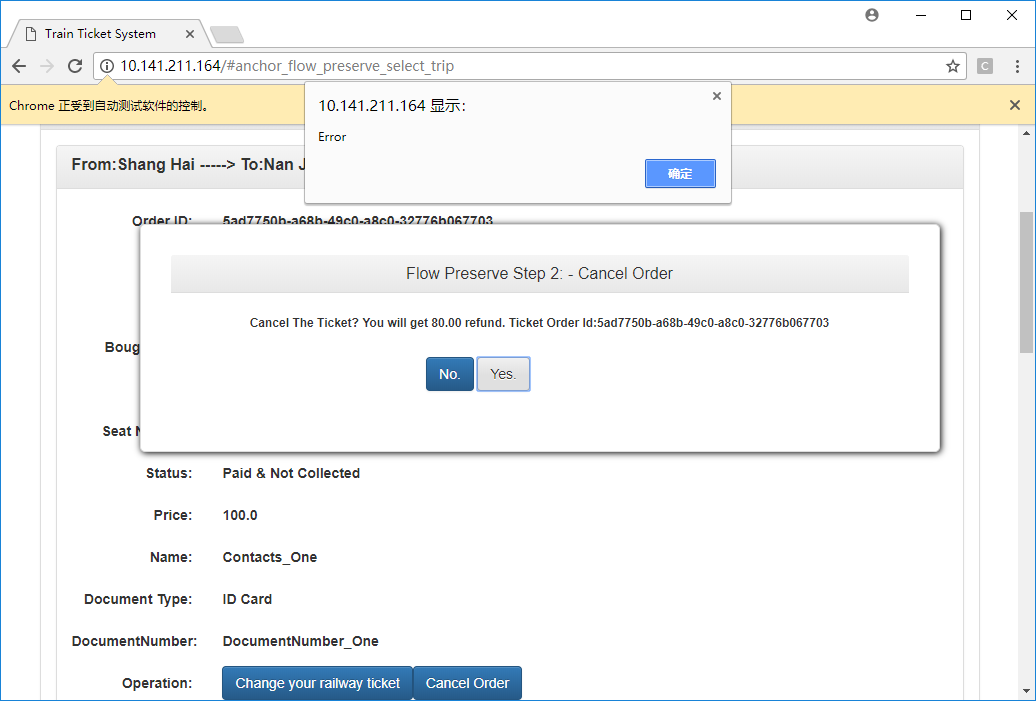 Train Ticket System
10.141.211.164/#anchor_flow_preserve_select_trip
C
Chrome 正受到自动测试软件的控制。
10.141.211.164 显示:
Error
确定
From:Shang Hai -----> To:Nan J
Order ID: 5ad7750b-a68b-49c0-a8c0-32776b067703
Flow Preserve Step 2: - Cancel Order
Cancel The Ticket? You will get 80.00 refund. Ticket Order Id:5ad7750b-a68b-49c0-a8c0-32776b067703
Boug
No. Yes.
Seat N
Status: Paid & Not Collected
Price: 100.0
Name: Contacts_One
Document Type: ID Card
DocumentNumber: DocumentNumber_One
Operation: Change your railway ticket Cancel Order